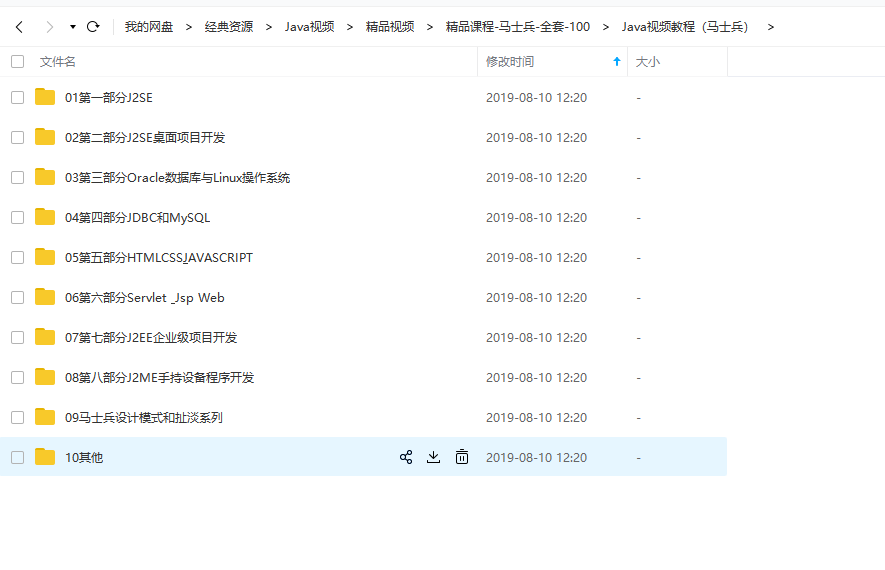 我的网盘 > 经典资源 > Java视频 > 精品视频 > 精品课程-马士兵-全套-100 > Java视频教程（马士兵） >
文件名 修改时间 大小
01第一部分J2SE 2019-08-10 12:20 -
02第二部分J2SE桌面项目开发 2019-08-10 12:20 -
03第三部分Oracle数据库与Linux操作系统 2019-08-10 12:20 -
04第四部分JDBC和MySQL 2019-08-10 12:20 -
05第五部分HTMLCSSJAVASCRIPT 2019-08-10 12:20 -
06第六部分Servlet _Jsp Web 2019-08-10 12:20 -
07第七部分J2EE企业级项目开发 2019-08-10 12:20 -
08第八部分J2ME手持设备程序开发 2019-08-10 12:20 -
09马士兵设计模式和扯淡系列 2019-08-10 12:20 -
10其他 2019-08-10 12:20 -